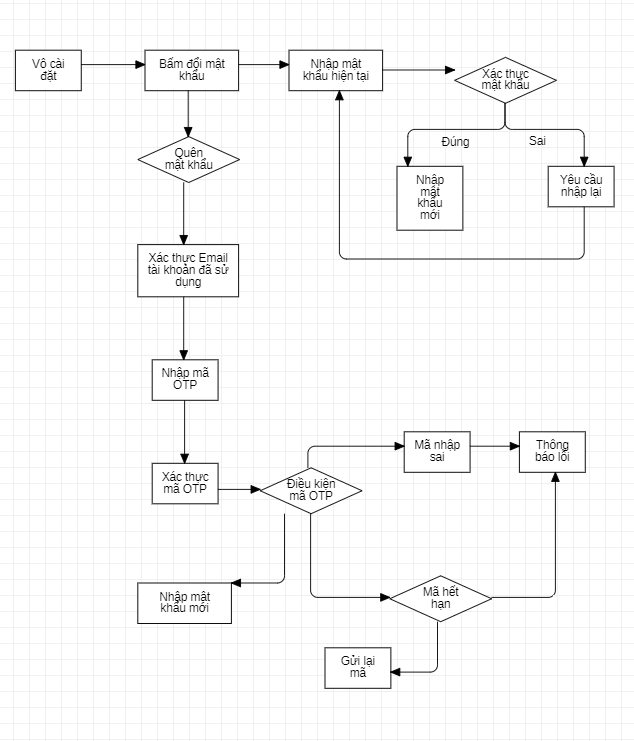 Vô cài
đặt
Bấm đổi mật
khẩu
Nhập mật
khẩu hiện tại
Xác thực
mật khẩu
Đúng
Sai
Quên
mật khẩu
Nhập
mật
khẩu
mới
Yêu cầu
nhập lại
Xác thực Email
tài khoản đã sử
dụng
Nhập mã
OTP
Mã nhập
sai
Thông
báo lỗi
Xác thực
mã OTP
Điều kiện
mã OTP
Nhập mật
khẩu mới
Mã hết
hạn
Gửi lại
mã